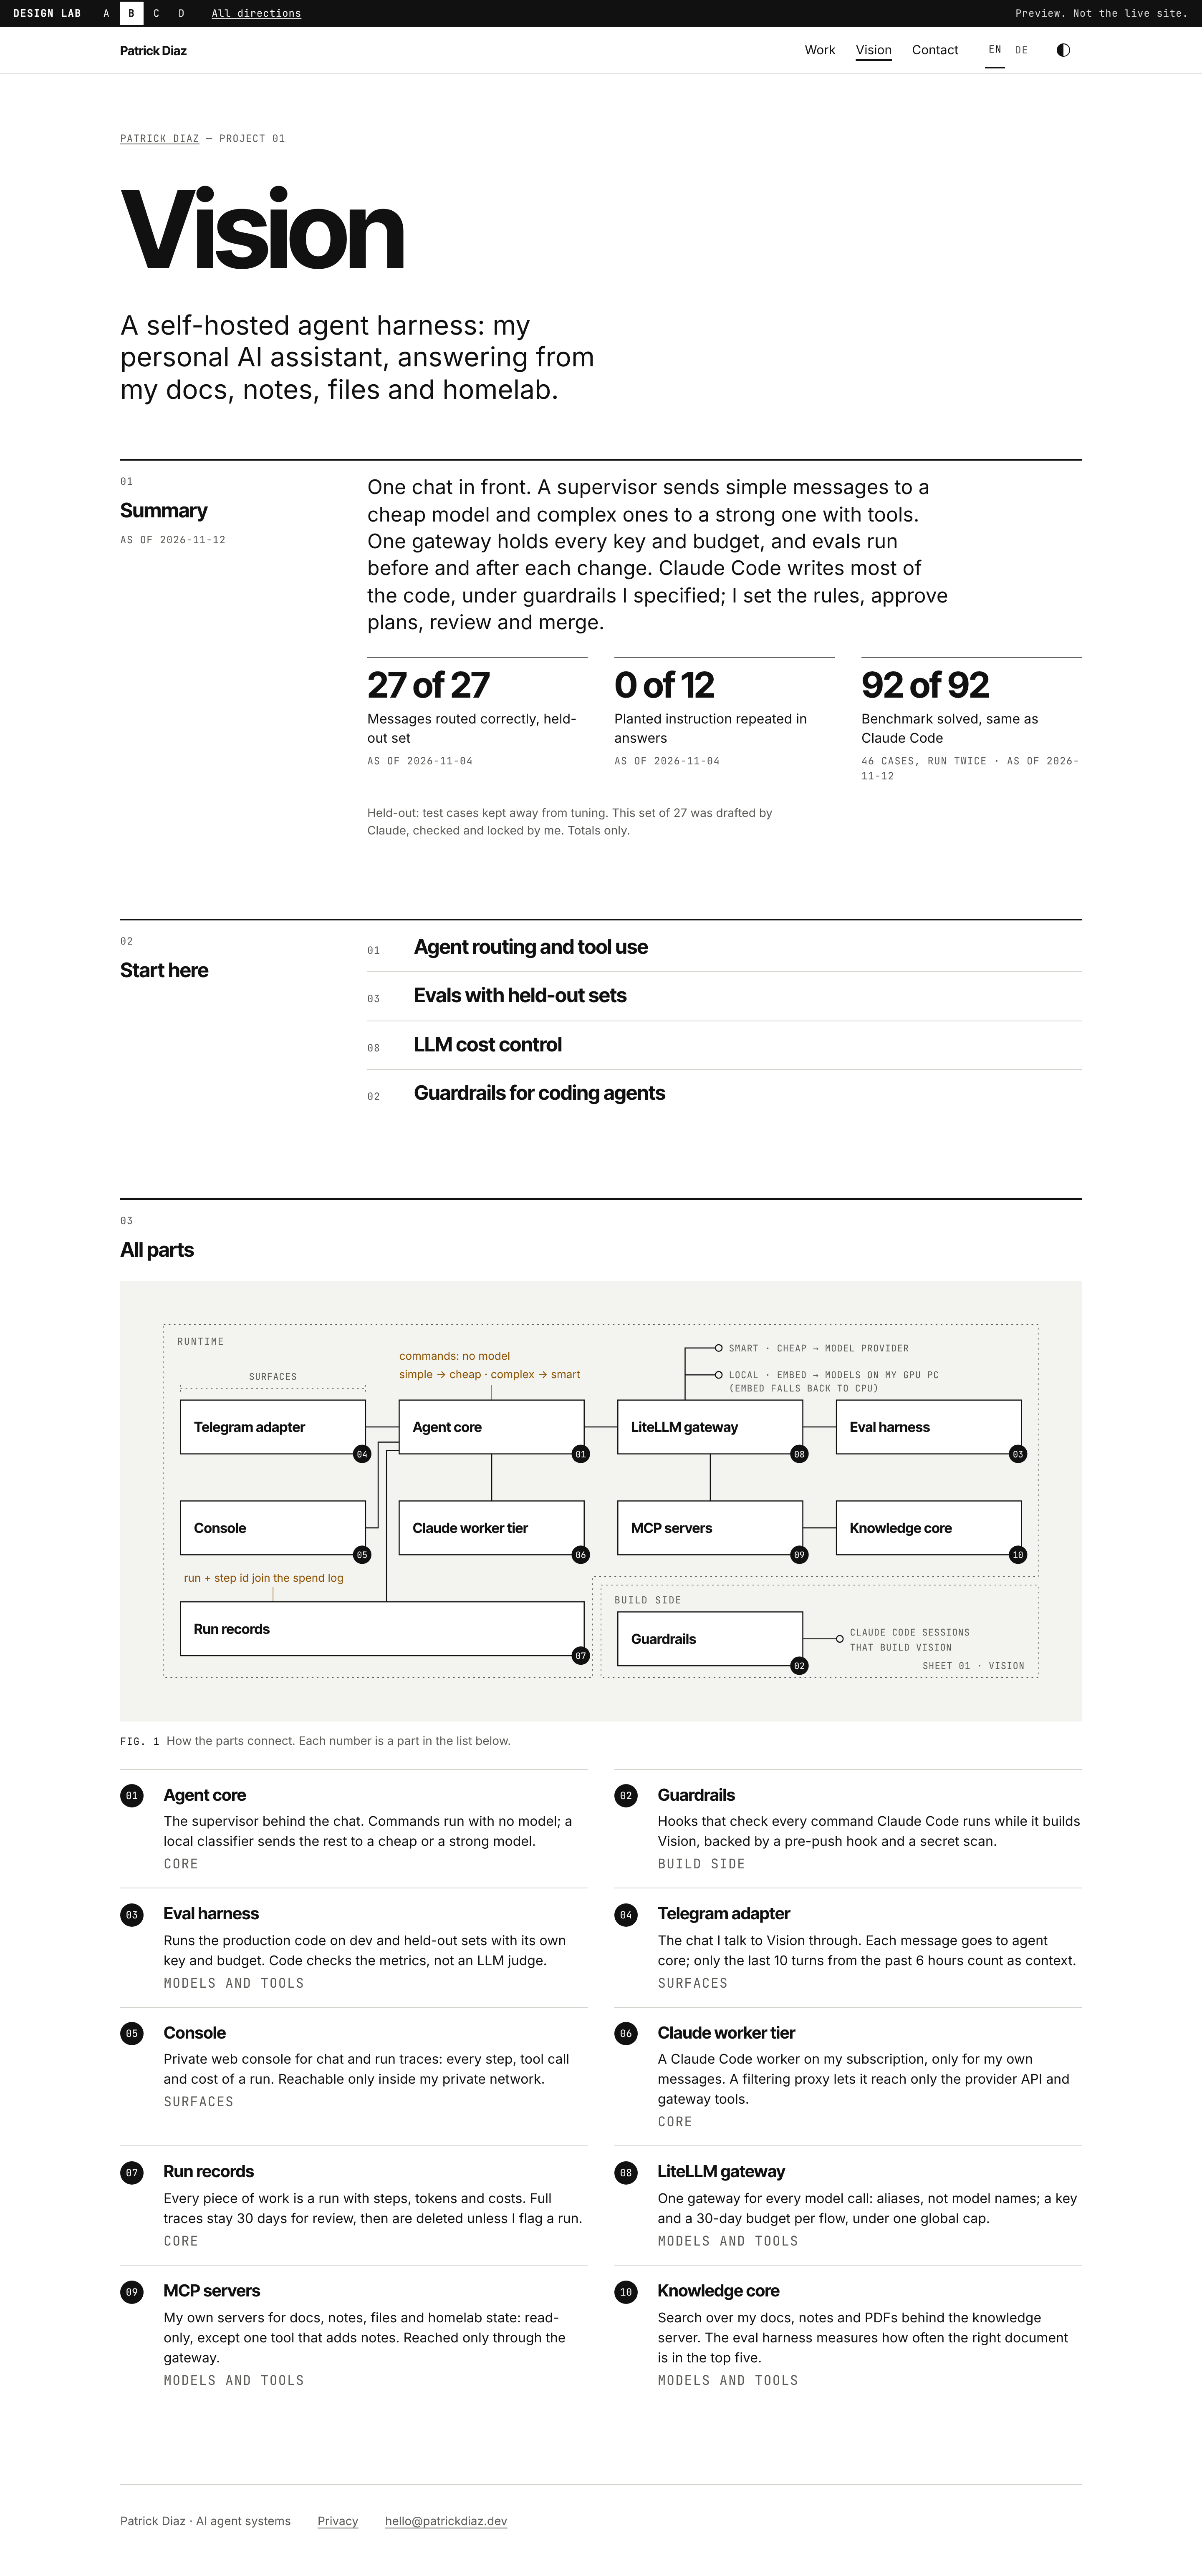 DESIGN LAB A B C D All directions Preview. Not the live site.
Patrick Diaz Work Vision Contact EN DE
PATRICK DIAZ — PROJECT 01
Vision
A self-hosted agent harness: my
personal AI assistant, answering from
my docs, notes, files and homelab.
01
Summary
AS OF 2026-11-12
One chat in front. A supervisor sends simple messages to a
cheap model and complex ones to a strong one with tools.
One gateway holds every key and budget, and evals run
before and after each change. Claude Code writes most of
the code, under guardrails I specified; I set the rules, approve
plans, review and merge.
27 of 27
Messages routed correctly, held-
out set
AS OF 2026-11-04
0 of 12
Planted instruction repeated in
answers
AS OF 2026-11-04
92 of 92
Benchmark solved, same as
Claude Code
46 CASES, RUN TWICE · AS OF 2026-
11-12
Held-out: test cases kept away from tuning. This set of 27 was drafted by
Claude, checked and locked by me. Totals only.
02
Start here
01 Agent routing and tool use
03 Evals with held-out sets
08 LLM cost control
02 Guardrails for coding agents
03
All parts
RUNTIME
SURFACES
commands: no model
simple → cheap · complex → smart
SMART · CHEAP → MODEL PROVIDER
LOCAL · EMBED → MODELS ON MY GPU PC
(EMBED FALLS BACK TO CPU)
Telegram adapter
04
Agent core
01
LiteLLM gateway
08
Eval harness
03
Console
05
Claude worker tier
06
MCP servers
09
Knowledge core
10
run + step id join the spend log
Run records
07
BUILD SIDE
Guardrails
02
CLAUDE CODE SESSIONS
THAT BUILD VISION
SHEET 01 · VISION
FIG. 1 How the parts connect. Each number is a part in the list below.
01 Agent core
The supervisor behind the chat. Commands run with no model; a
local classifier sends the rest to a cheap or a strong model.
CORE
02 Guardrails
Hooks that check every command Claude Code runs while it builds
Vision, backed by a pre-push hook and a secret scan.
BUILD SIDE
03 Eval harness
Runs the production code on dev and held-out sets with its own
key and budget. Code checks the metrics, not an LLM judge.
MODELS AND TOOLS
04 Telegram adapter
The chat I talk to Vision through. Each message goes to agent
core; only the last 10 turns from the past 6 hours count as context.
SURFACES
05 Console
Private web console for chat and run traces: every step, tool call
and cost of a run. Reachable only inside my private network.
SURFACES
06 Claude worker tier
A Claude Code worker on my subscription, only for my own
messages. A filtering proxy lets it reach only the provider API and
gateway tools.
CORE
07 Run records
Every piece of work is a run with steps, tokens and costs. Full
traces stay 30 days for review, then are deleted unless I flag a run.
CORE
08 LiteLLM gateway
One gateway for every model call: aliases, not model names; a key
and a 30-day budget per flow, under one global cap.
MODELS AND TOOLS
09 MCP servers
My own servers for docs, notes, files and homelab state: read-
only, except one tool that adds notes. Reached only through the
gateway.
MODELS AND TOOLS
10 Knowledge core
Search over my docs, notes and PDFs behind the knowledge
server. The eval harness measures how often the right document
is in the top five.
MODELS AND TOOLS
Patrick Diaz · AI agent systems Privacy hello@patrickdiaz.dev